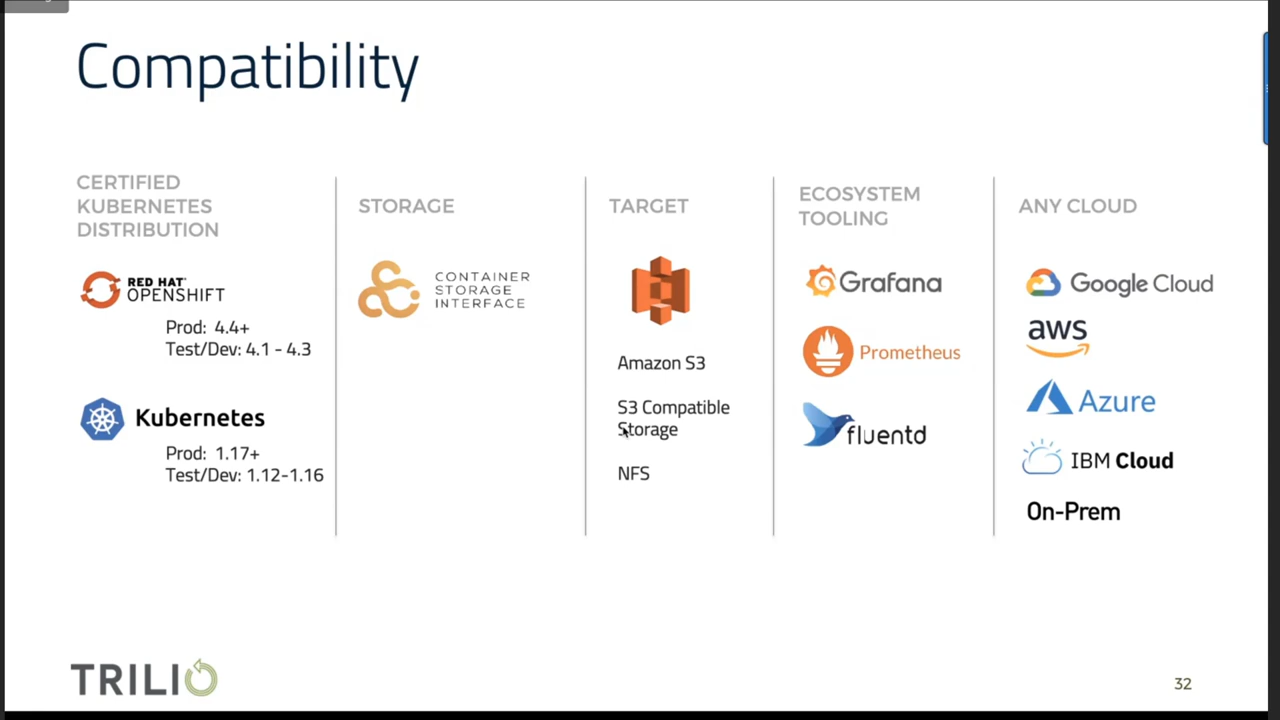 Compatibility
CERTIFIED
KUBERNETES
DISTRIBUTION
RED HAT
OPENSHIFT
Prod: 4.4+
Test/Dev: 4.1 - 4.3
Kubernetes
Prod: 1.17+
Test/Dev: 1.12-1.16
STORAGE
CONTAINER
STORAGE
INTERFACE
TARGET
Amazon S3
S3 Compatible
Storage
NFS
ECOSYSTEM
TOOLING
Grafana
Prometheus
fluentd
ANY CLOUD
Google Cloud
aws
Azure
IBM Cloud
On-Prem
TRILIO
32